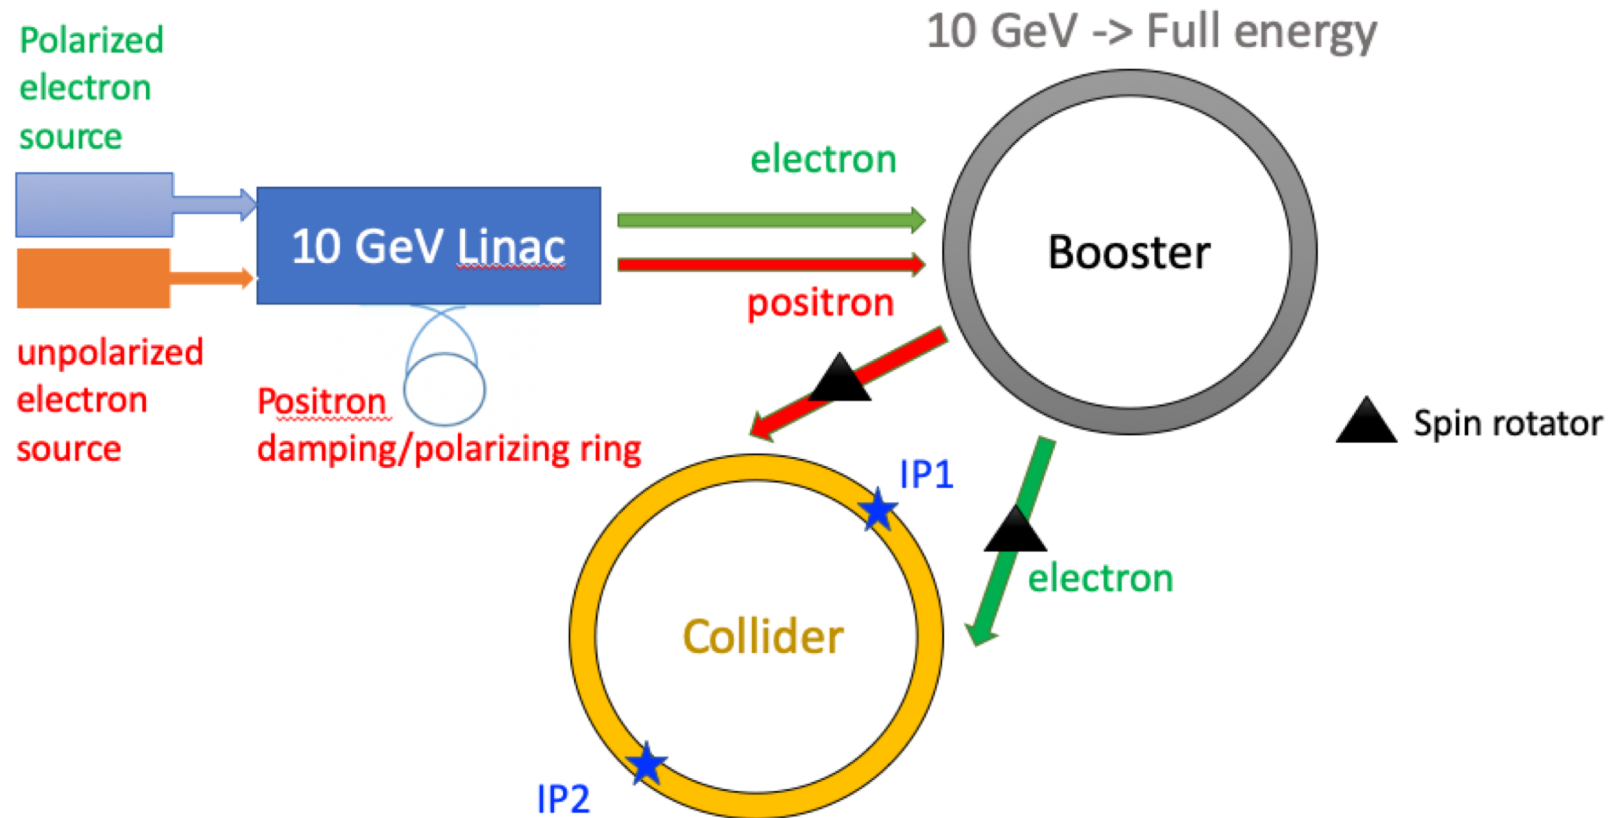 Polarized
electron
source
10 GeV -> Full energy
electron
10 GeV Linac
Booster
positron
unpolarized
electron
source
Positron
damping/polarizing ring
Spin rotator
IP1
electron
Collider
IP2